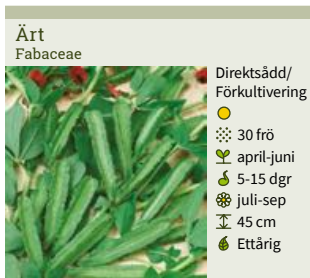 Ärt
Fabaceae
Direktsådd/
Förkultivering
30 frö
april-juni
5-15 dgr
juli-sep
45 cm
Ettårig